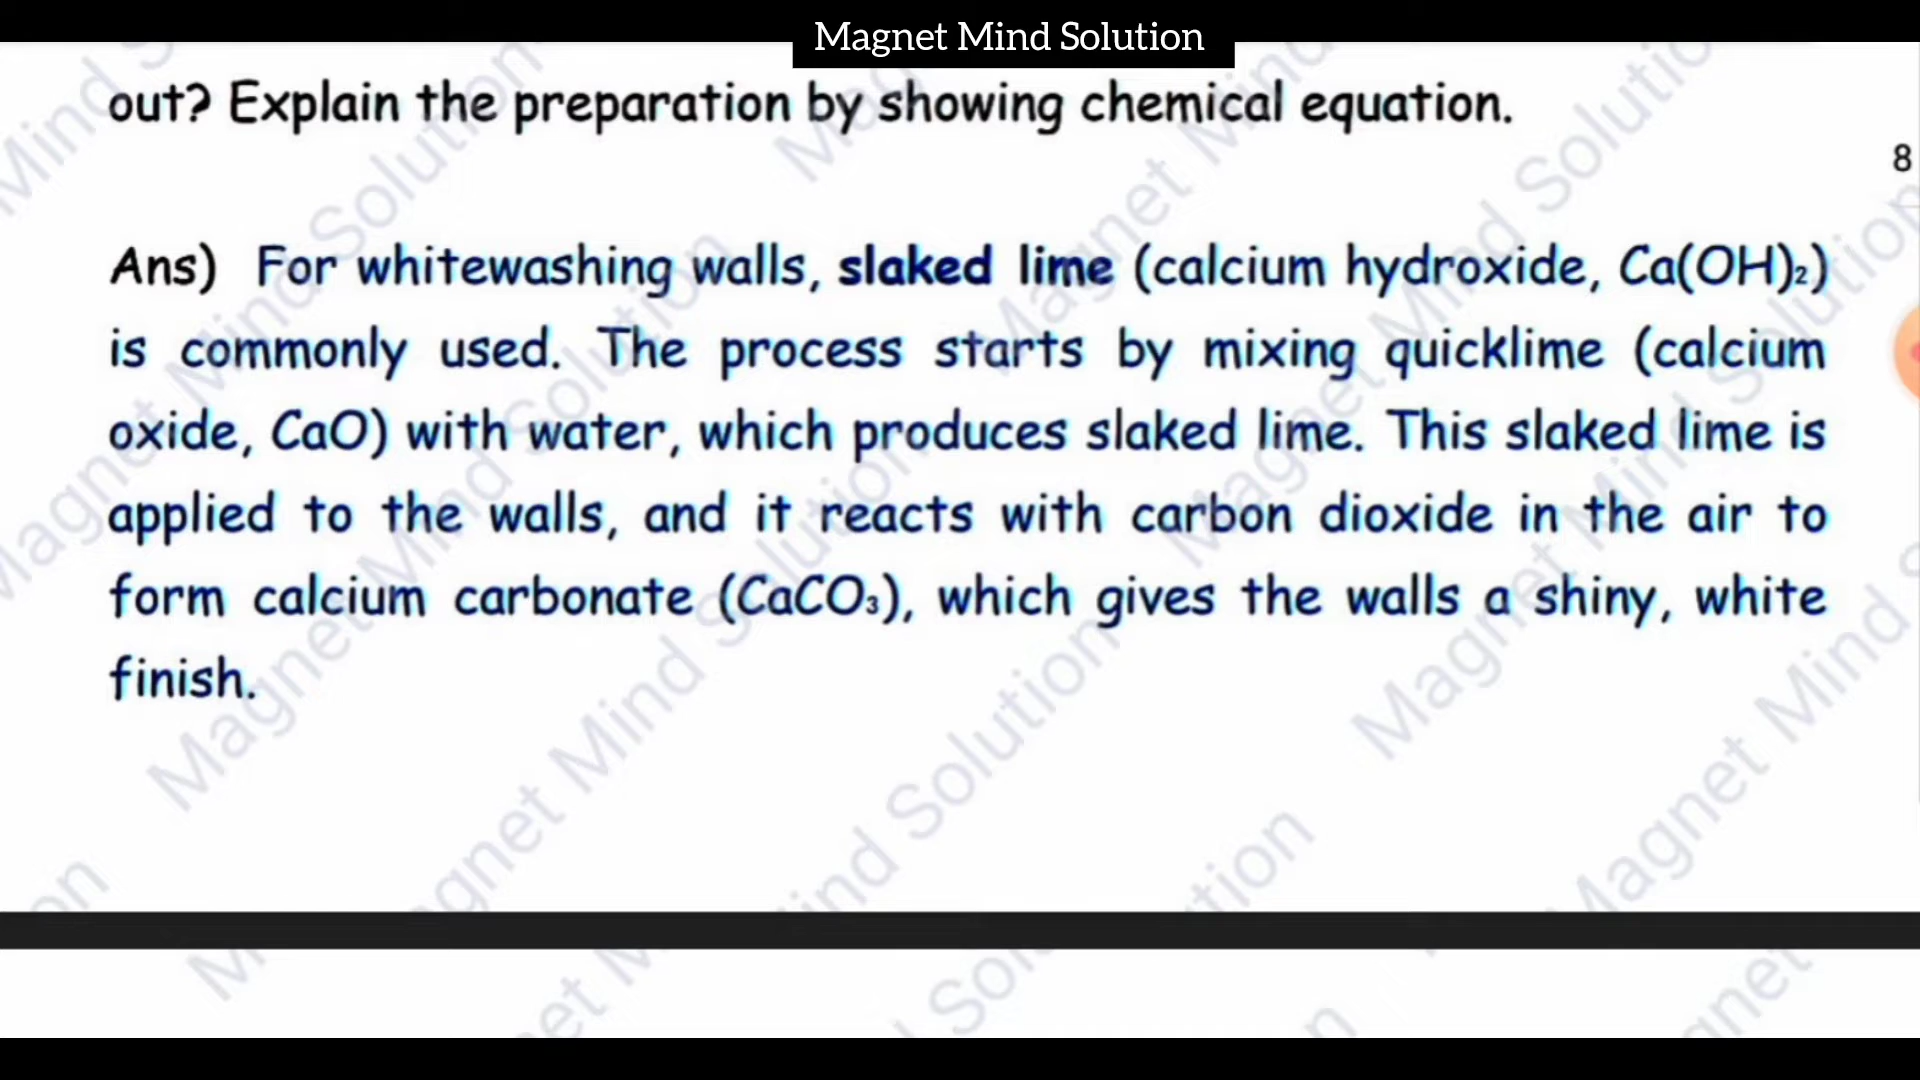 Magnet Mind Solution
out? Explain the preparation by showing chemical equation.
8
Ans) For whitewashing walls, slaked lime (calcium hydroxide, Ca(OH)₂)
is commonly used. The process starts by mixing quicklime (calcium
oxide, CaO) with water, which produces slaked lime. This slaked lime is
applied to the walls, and it reacts with carbon dioxide in the air to
form calcium carbonate (CaCO₃), which gives the walls a shiny, white
finish.